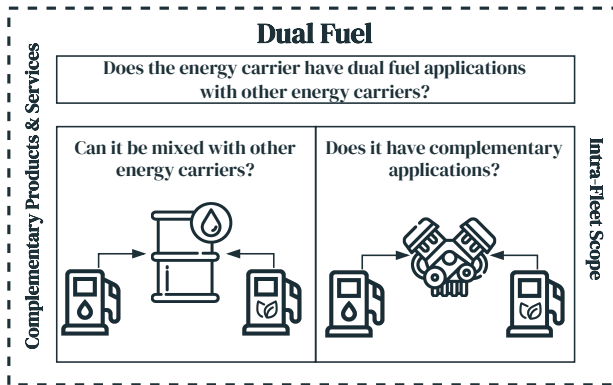 Dual Fuel
Complementary Products & Services
Does the energy carrier have dual fuel applications
with other energy carriers?
Can it be mixed with other
energy carriers?
Does it have complementary
applications?
Intra-Fleet Scope